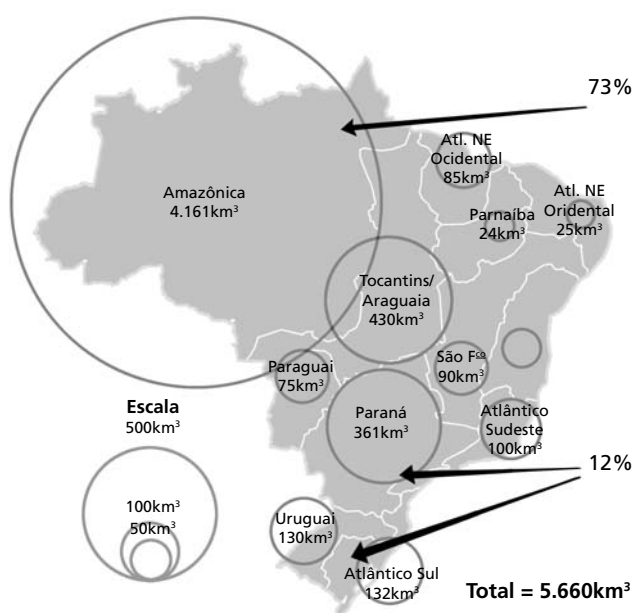 73%
Atl. NE
Ocidental
85km³
Atl. NE
Oridental
25km³
Parnaíba
24km³
Amazônica
4.161km³
Tocantins/
Araguaia
430km³
Paraguai
75km³
São Fᶜᵒ
90km³
Escala
500km³
100km³
50km³
Paraná
361km³
Atlântico
Sudeste
100km³
12%
Uruguai
130km³
Atlântico Sul
132km³
Total = 5.660km³